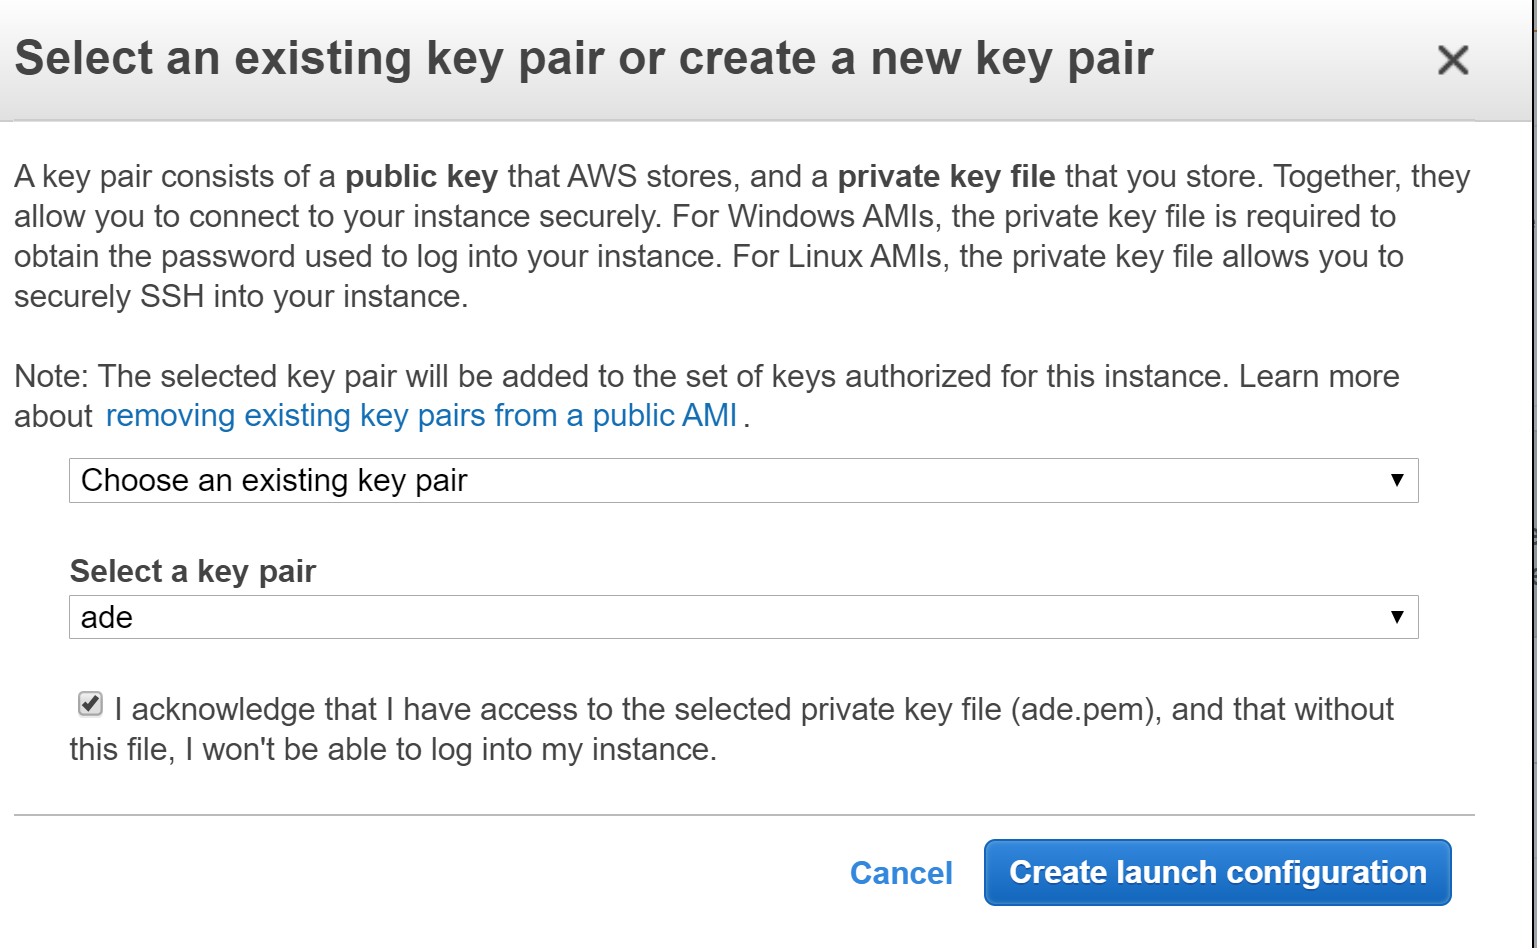 Select an existing key pair or create a new key pair
A key pair consists of a public key that AWS stores, and a private key file that you store. Together, they
allow you to connect to your instance securely. For Windows AMIs, the private key file is required to
obtain the password used to log into your instance. For Linux AMIs, the private key file allows you to
securely SSH into your instance.
Note: The selected key pair will be added to the set of keys authorized for this instance. Learn more
about removing existing key pairs from a public AMI .
Choose an existing key pair
Select a key pair
ade
I acknowledge that I have access to the selected private key file (ade.pem), and that without
this file, I won't be able to log into my instance.
Cancel Create launch configuration